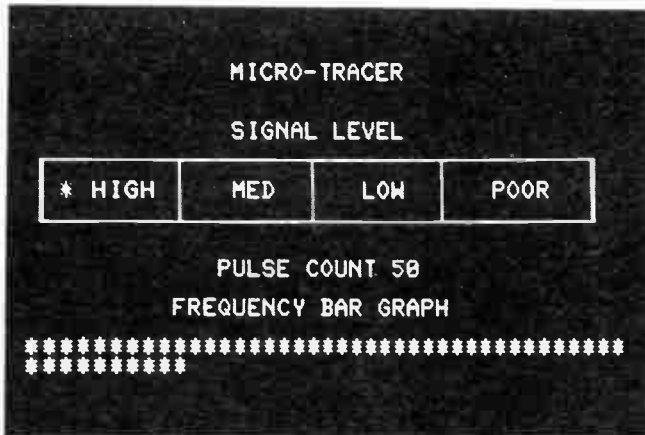 MICRO-TRACER
SIGNAL LEVEL
* HIGH MED LOW POOR
PULSE COUNT 50
FREQUENCY BAR GRAPH
****************************************
**********